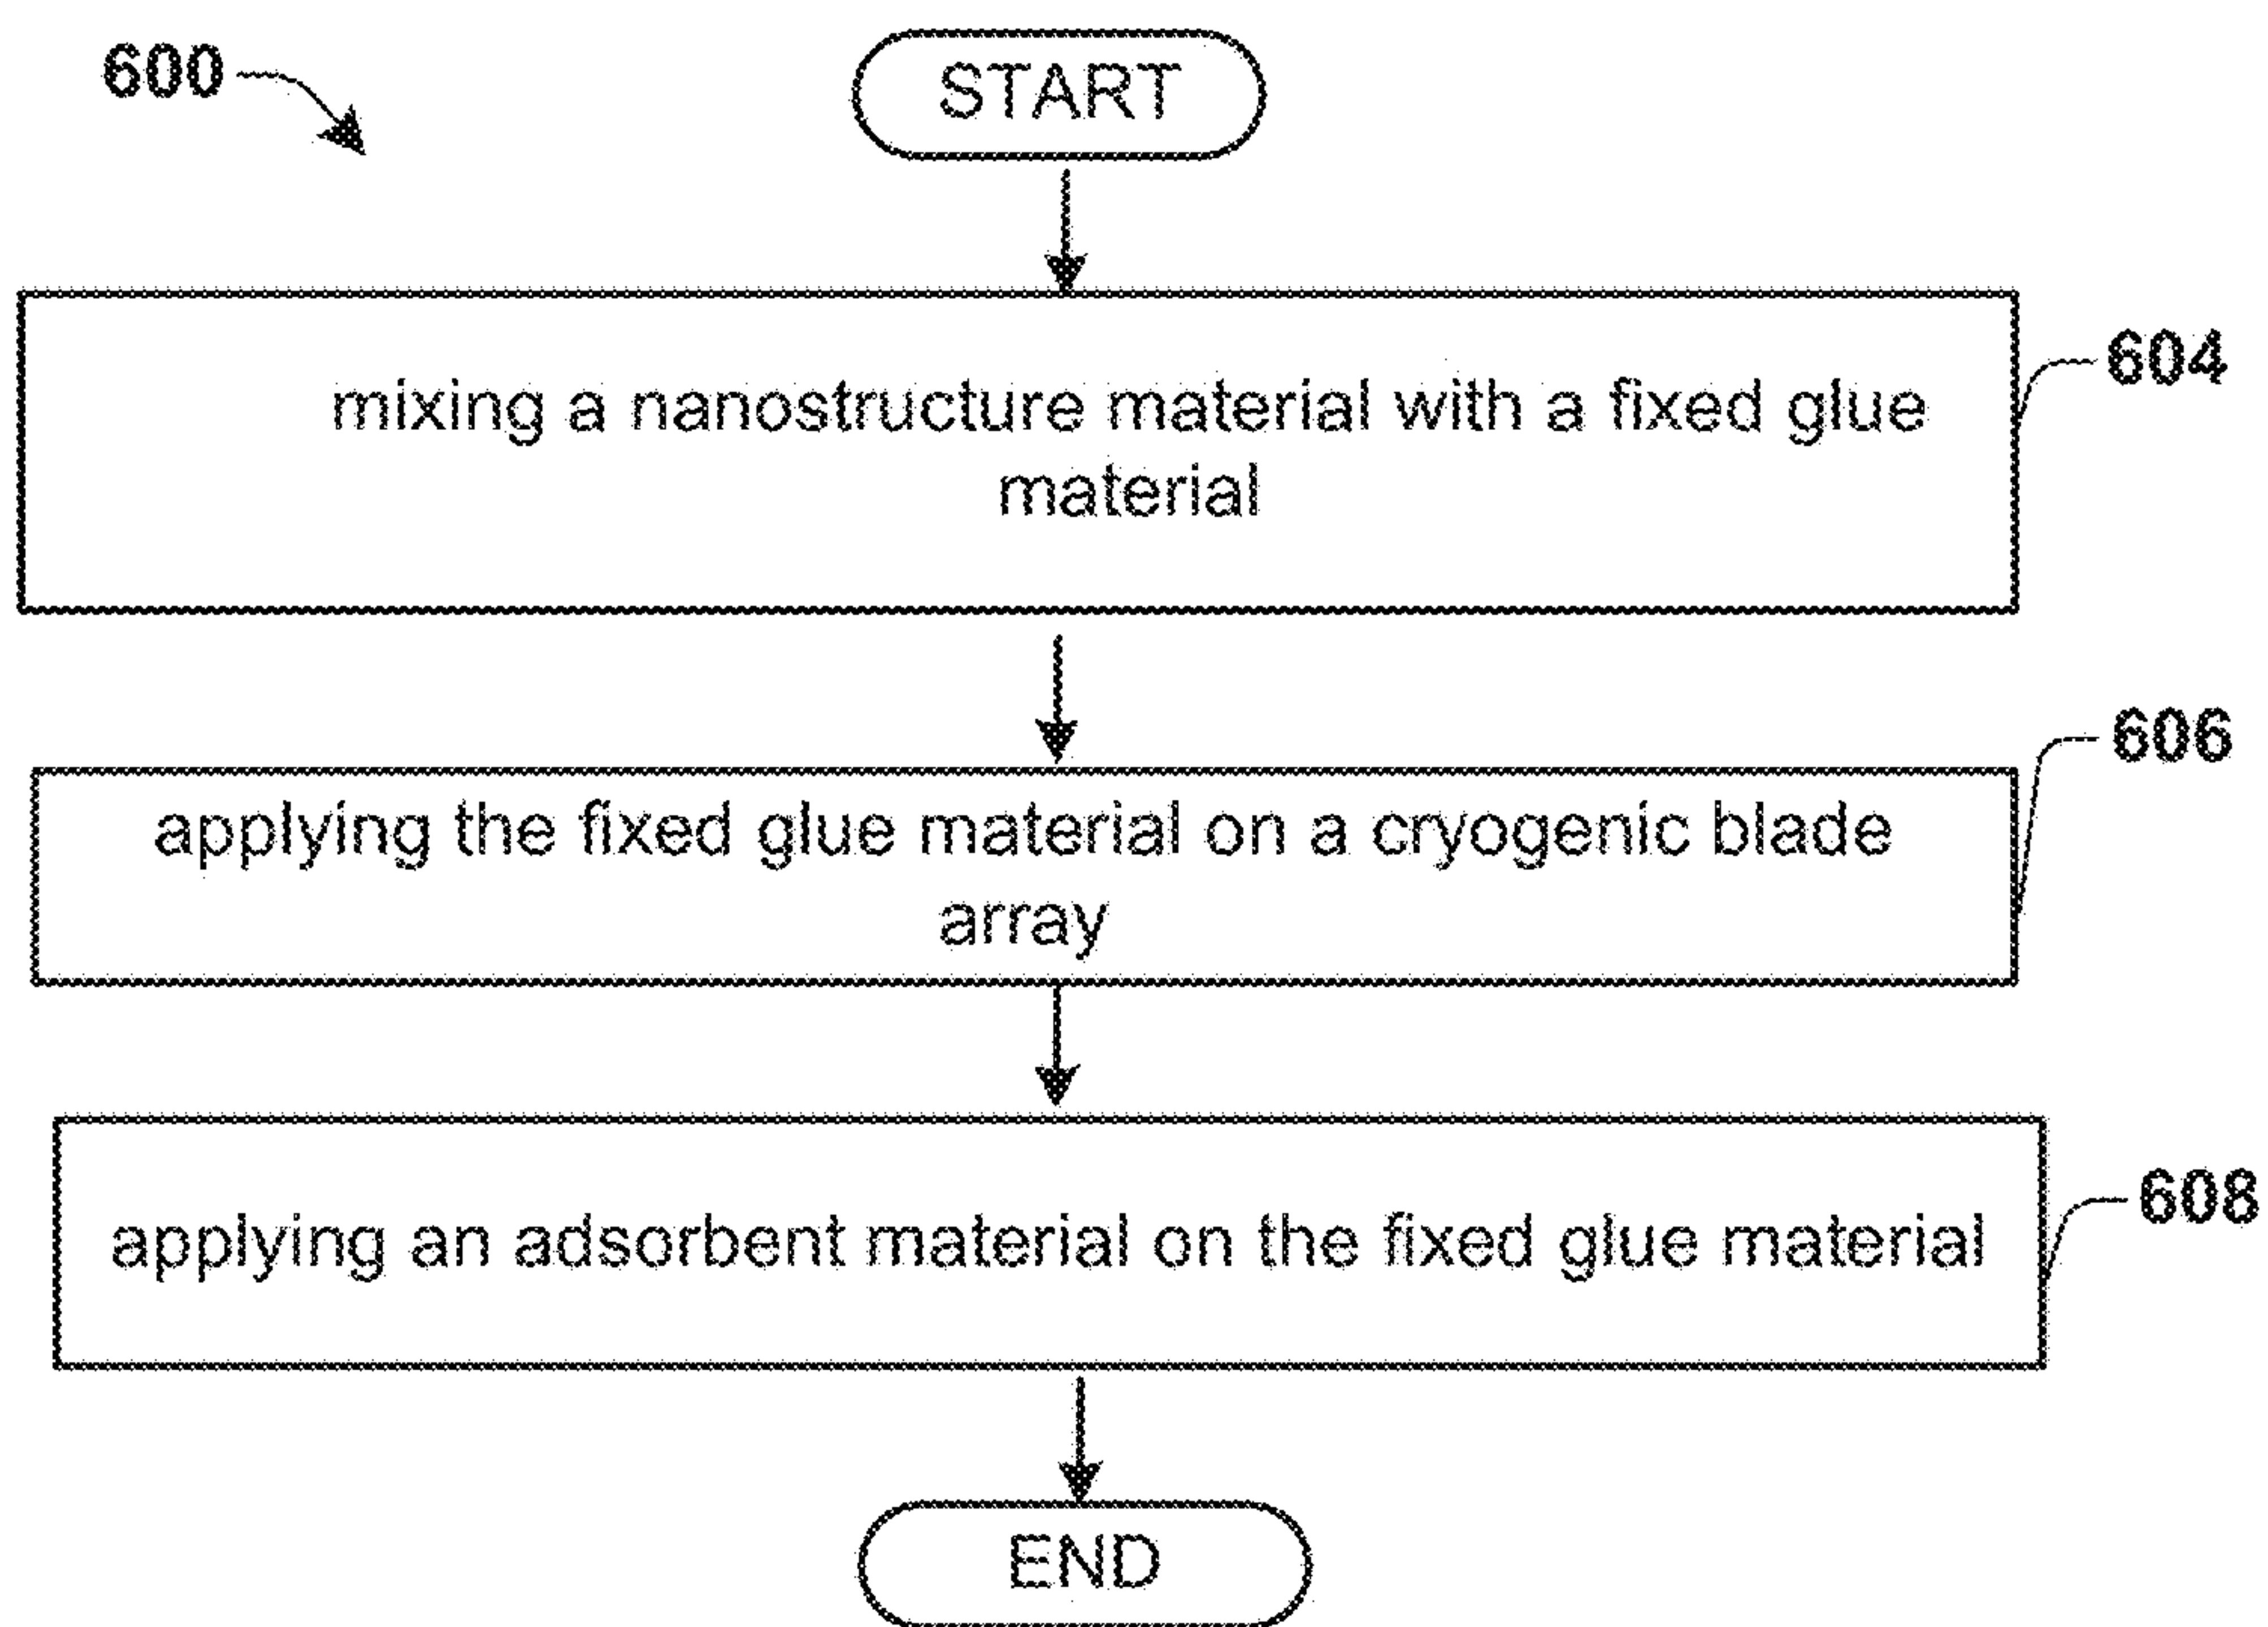 600
START
mixing a nanostructure material with a fixed glue
material
604
606
applying the fixed glue material on a cryogenic blade
array
608
applying an adsorbent material on the fixed glue material
END